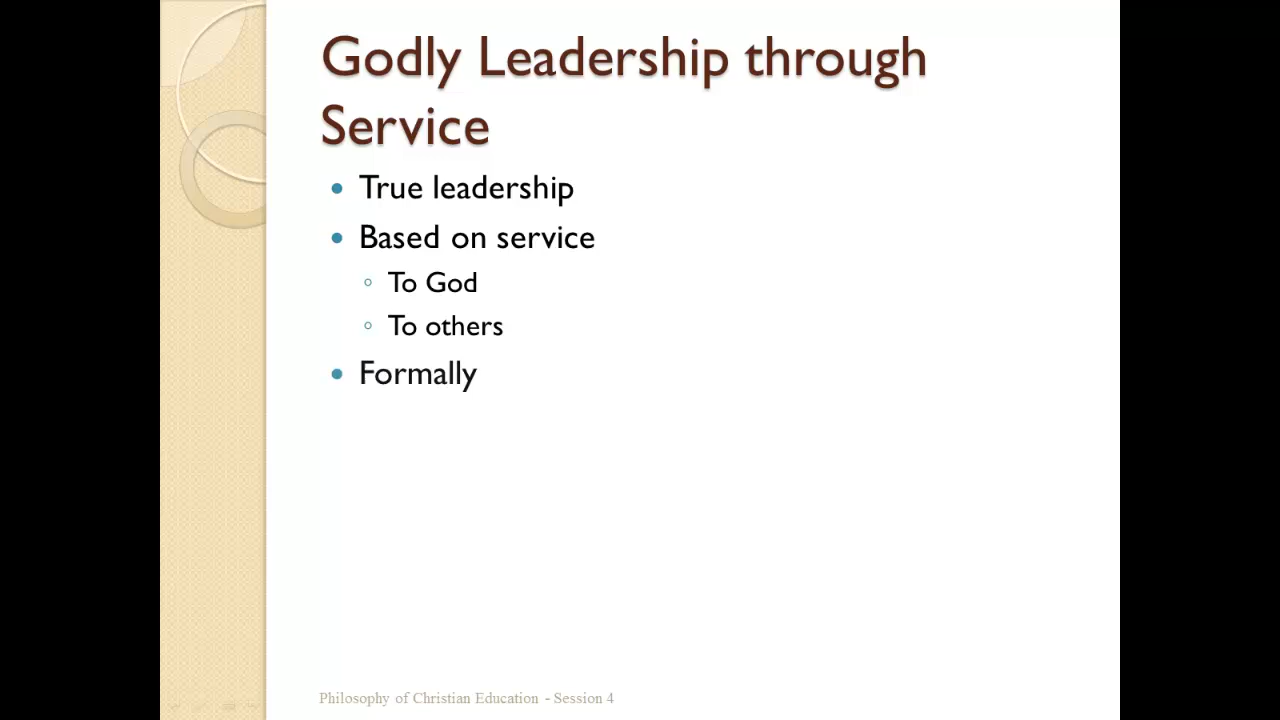 Godly Leadership through
Service
• True leadership
• Based on service
◦ To God
◦ To others
• Formally
Philosophy of Christian Education - Session 4